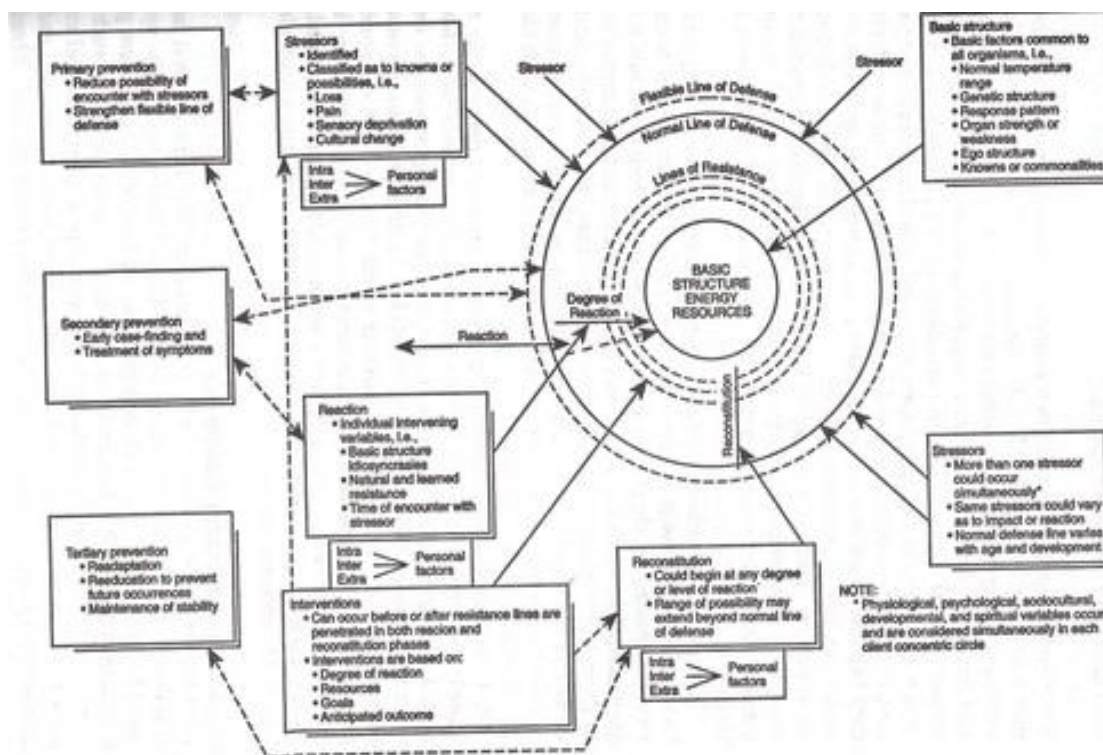 Primary prevention
• Reduce possibility of
encounter with stressors
• Strengthen flexible line of
defense
Stressors
• Identified
• Classified as to knowns or
possibilities, i.e.,
• Loss
• Pain
• Sensory deprivation
• Cultural change
Intra
Inter
Extra
Personal
factors
Stressor
Stressor
Basic structure
• Basic factors common to
all organisms, i.e.,
• Normal temperature
range
• Genetic structure
• Response pattern
• Organ strength or
weakness
• Ego structure
• Knowns or commonalities
Flexible Line of Defense
Normal Line of Defense
Lines of Resistance
BASIC
STRUCTURE
ENERGY
RESOURCES
Degree of
Reaction
Reaction
Reconstitution
Secondary prevention
• Early case-finding and
• Treatment of symptoms
Reaction
• Individual intervening
variables, i.e.,
• Basic structure
Idiosyncrasies
• Natural and learned
resistance
• Time of encounter with
stressor
Intra
Inter
Extra
Personal
factors
Stressors
• More than one stressor
could occur
simultaneously*
• Same stressors could vary
as to impact or reaction
• Normal defense line varies
with age and development
Tertiary prevention
• Readaptation
• Reeducation to prevent
future occurrences
• Maintenance of stability
Interventions
• Can occur before or after resistance lines are
penetrated in both reacion and
reconstitution phases
• Interventions are based on:
• Degree of reaction
• Resources
• Goals
• Anticipated outcome
Reconstitution
• Could begin at any degree
or level of reaction
• Range of possibility may
extend beyond normal line
of defense
Intra
Inter
Extra
Personal
factors
NOTE:
* Physiological, psychological, sociocultural,
developmental, and spiritual variables occur
and are considered simultaneously in each
client concentric circle